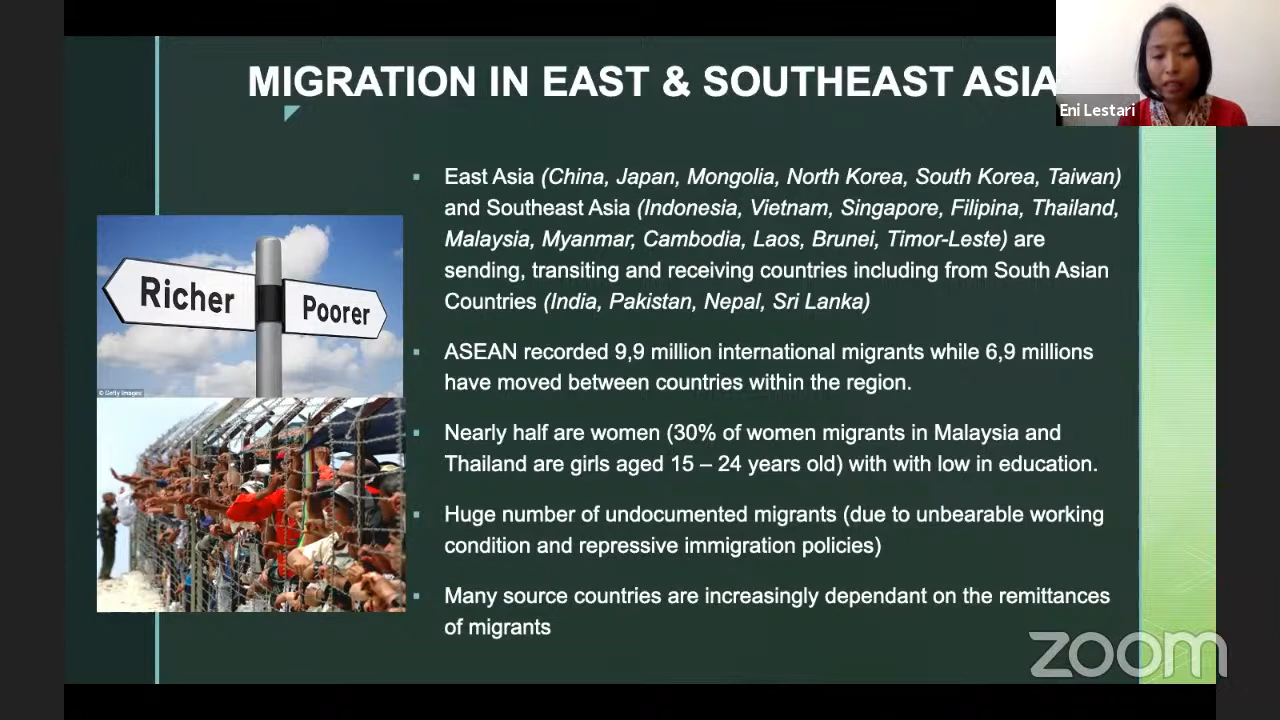 MIGRATION IN EAST & SOUTHEAST ASIA
Eni Lestari
East Asia (China, Japan, Mongolia, North Korea, South Korea, Taiwan)
and Southeast Asia (Indonesia, Vietnam, Singapore, Filipina, Thailand,
Malaysia, Myanmar, Cambodia, Laos, Brunei, Timor-Leste) are
sending, transiting and receiving countries including from South Asian
Countries (India, Pakistan, Nepal, Sri Lanka)
Richer
Poorer
© Getty Images
ASEAN recorded 9,9 million international migrants while 6,9 millions
have moved between countries within the region.
Nearly half are women (30% of women migrants in Malaysia and
Thailand are girls aged 15 – 24 years old) with with low in education.
Huge number of undocumented migrants (due to unbearable working
condition and repressive immigration policies)
Many source countries are increasingly dependant on the remittances
of migrants
zoom